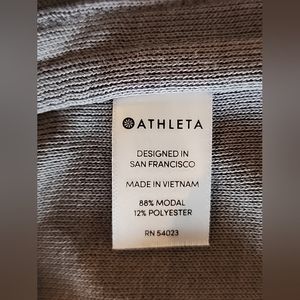 ATHLETA
DESIGNED IN
SAN FRANCISCO
MADE IN VIETNAM
88% MODAL
12% POLYESTER
RN 54023